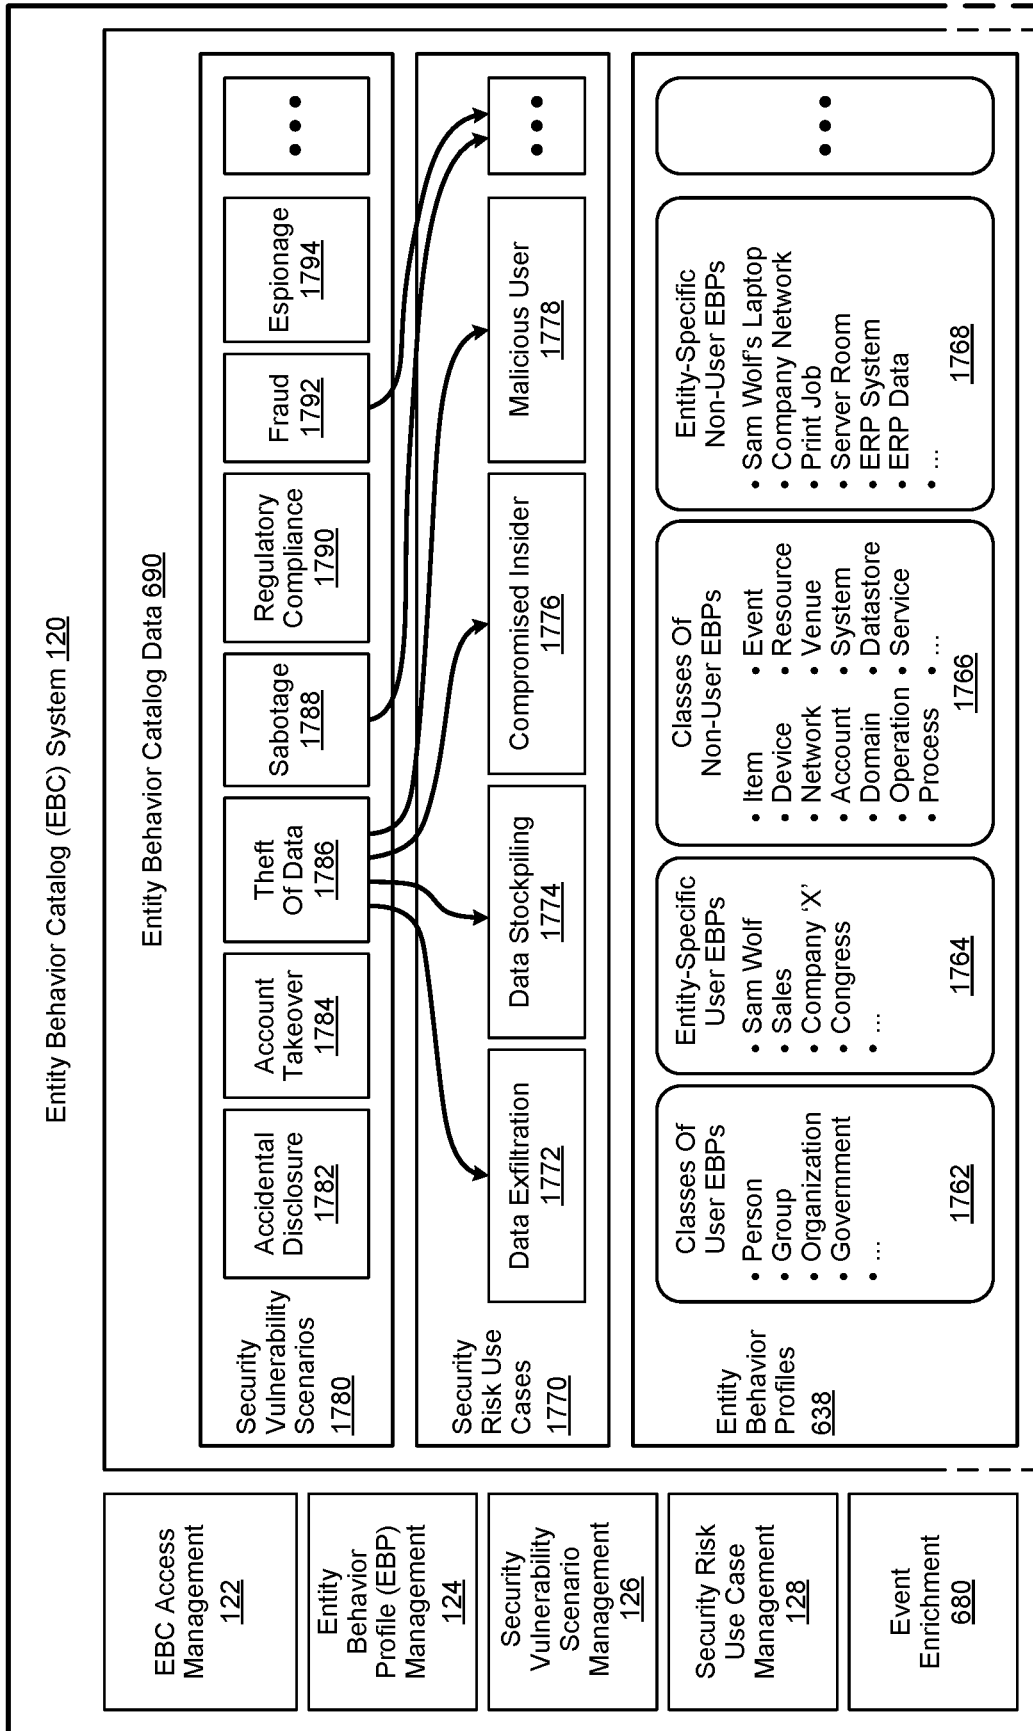 Entity Behavior Catalog (EBC) System 120
EBC Access
Management
122
Entity
Behavior
Profile (EBP)
Management
124
Security
Vulnerability
Scenario
Management
126
Security Risk
Use Case
Management
128
Event
Enrichment
680
Entity Behavior Catalog Data 690
Security
Vulnerability
Scenarios
1780
Accidental
Disclosure
1782
Account
Takeover
1784
Theft
Of Data
1786
Sabotage
1788
Regulatory
Compliance
1790
Fraud
1792
Espionage
1794
• • •
Security
Risk Use
Cases
1770
Data Exfiltration
1772
Data Stockpiling
1774
Compromised Insider
1776
Malicious User
1778
• • •
Entity
Behavior
Profiles
638
Classes Of
User EBPs
• Person
• Group
• Organization
• Government
• ...
1762
Entity-Specific
User EBPs
• Sam Wolf
• Sales
• Company ‘X’
• Congress
• ...
1764
Classes Of
Non-User EBPs
• Item • Event
• Device • Resource
• Network • Venue
• Account • System
• Domain • Datastore
• Operation • Service
• Process • ...
1766
Entity-Specific
Non-User EBPs
• Sam Wolf’s Laptop
• Company Network
• Print Job
• Server Room
• ERP System
• ERP Data
• ...
1768
• • •